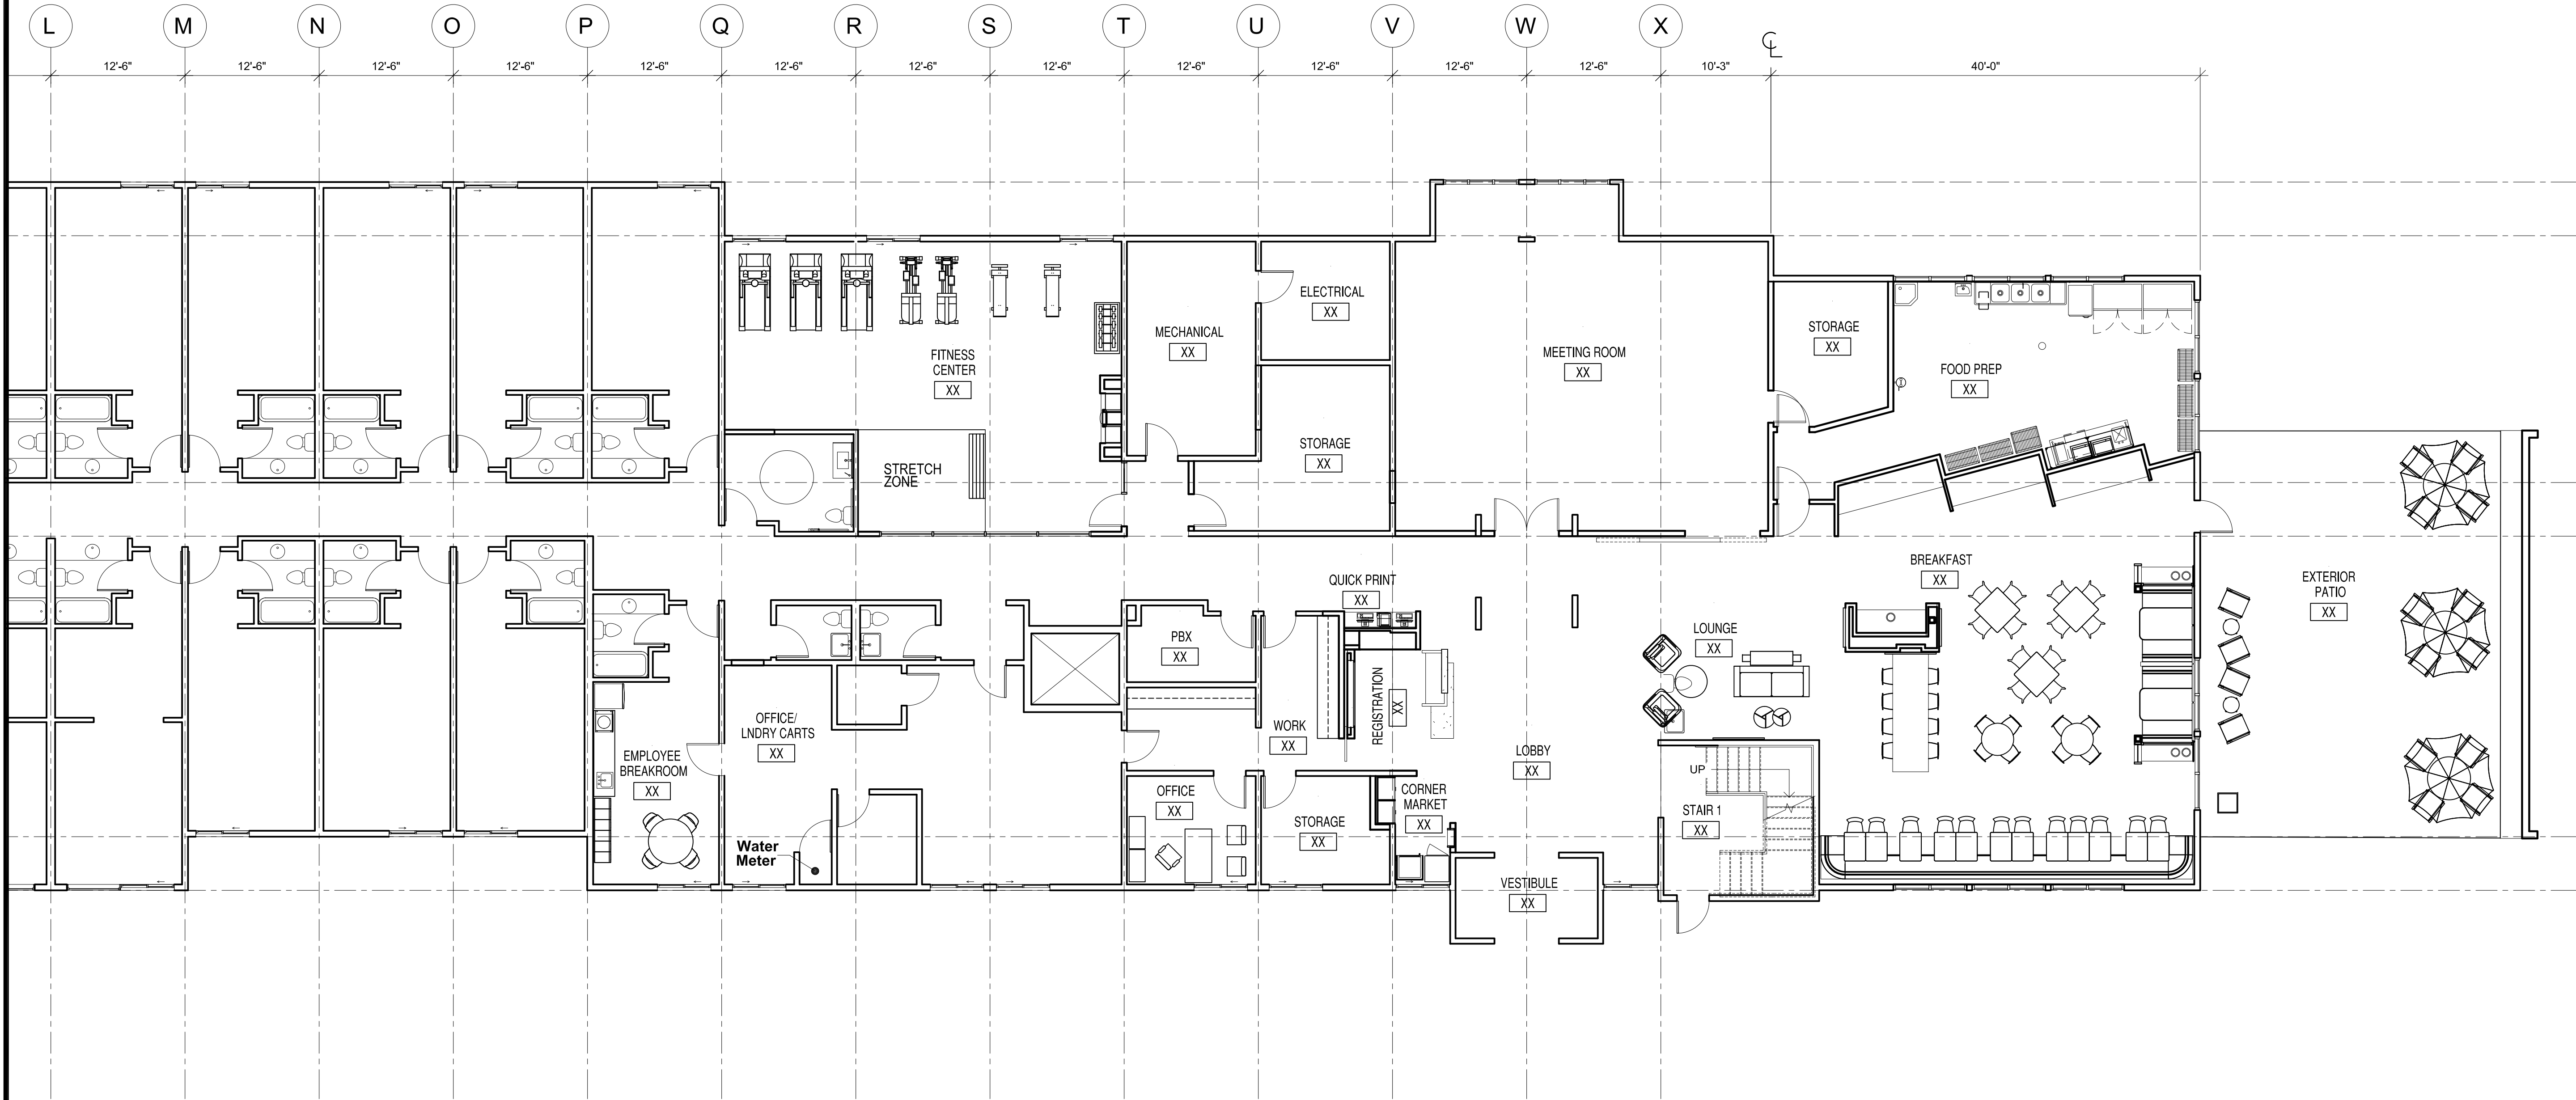 L M N O P Q R S T U V W X ℄
12'-6" 12'-6" 12'-6" 12'-6" 12'-6" 12'-6" 12'-6" 12'-6" 12'-6" 12'-6" 12'-6" 12'-6" 10'-3" 40'-0"
ELECTRICAL
XX
MECHANICAL
XX
FITNESS
CENTER
XX
MEETING ROOM
XX
STORAGE
XX
FOOD PREP
XX
STORAGE
XX
STRETCH
ZONE
QUICK PRINT
XX
BREAKFAST
XX
EXTERIOR
PATIO
XX
PBX
XX
LOUNGE
XX
REGISTRATION
XX
OFFICE/
LNDRY CARTS
XX
WORK
XX
EMPLOYEE
BREAKROOM
XX
LOBBY
XX
UP
OFFICE
XX
CORNER
MARKET
XX
STAIR 1
XX
STORAGE
XX
Water
Meter
VESTIBULE
XX